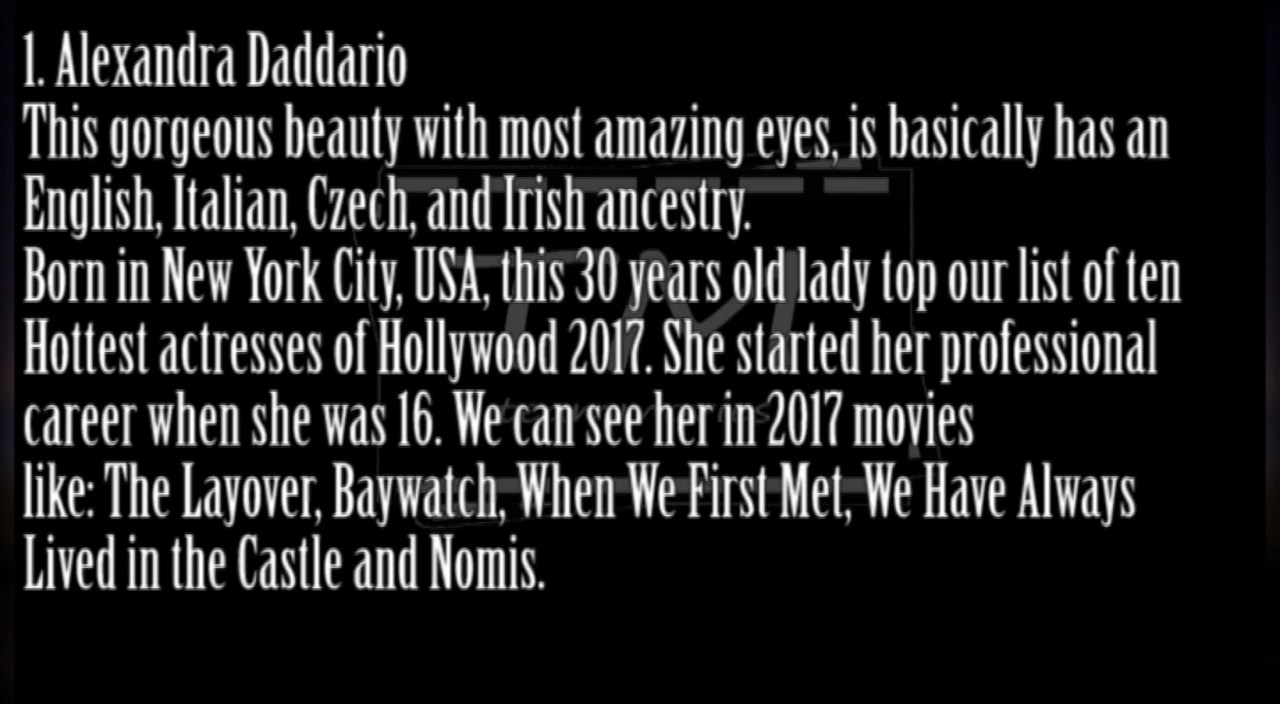 1. Alexandra Daddario
This gorgeous beauty with most amazing eyes, is basically has an
English, Italian, Czech, and Irish ancestry.
Born in New York City, USA, this 30 years old lady top our list of ten
Hottest actresses of Hollywood 2017. She started her professional
career when she was 16. We can see her in 2017 movies
like: The Layover, Baywatch, When We First Met, We Have Always
Lived in the Castle and Nomis.
TM